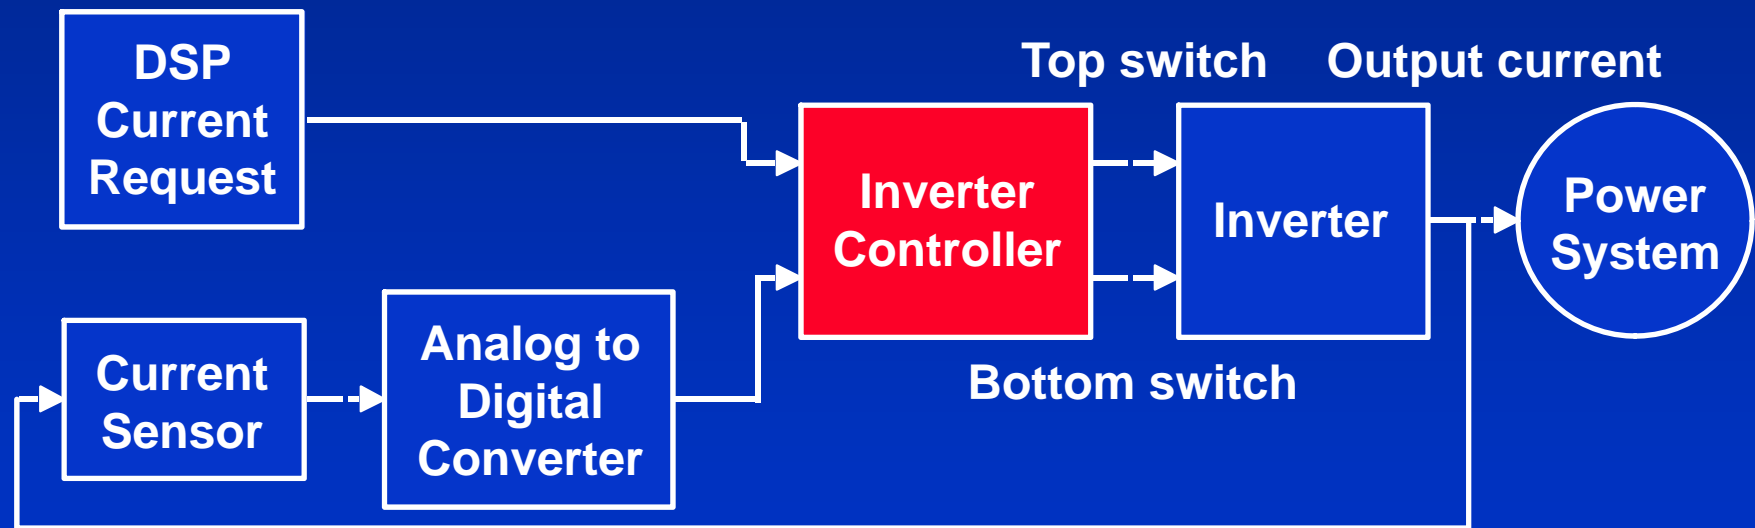 DSP
Current
Request
Top switch
Output current
Inverter
Controller
Inverter
Power
System
Current
Sensor
Analog to
Digital
Converter
Bottom switch